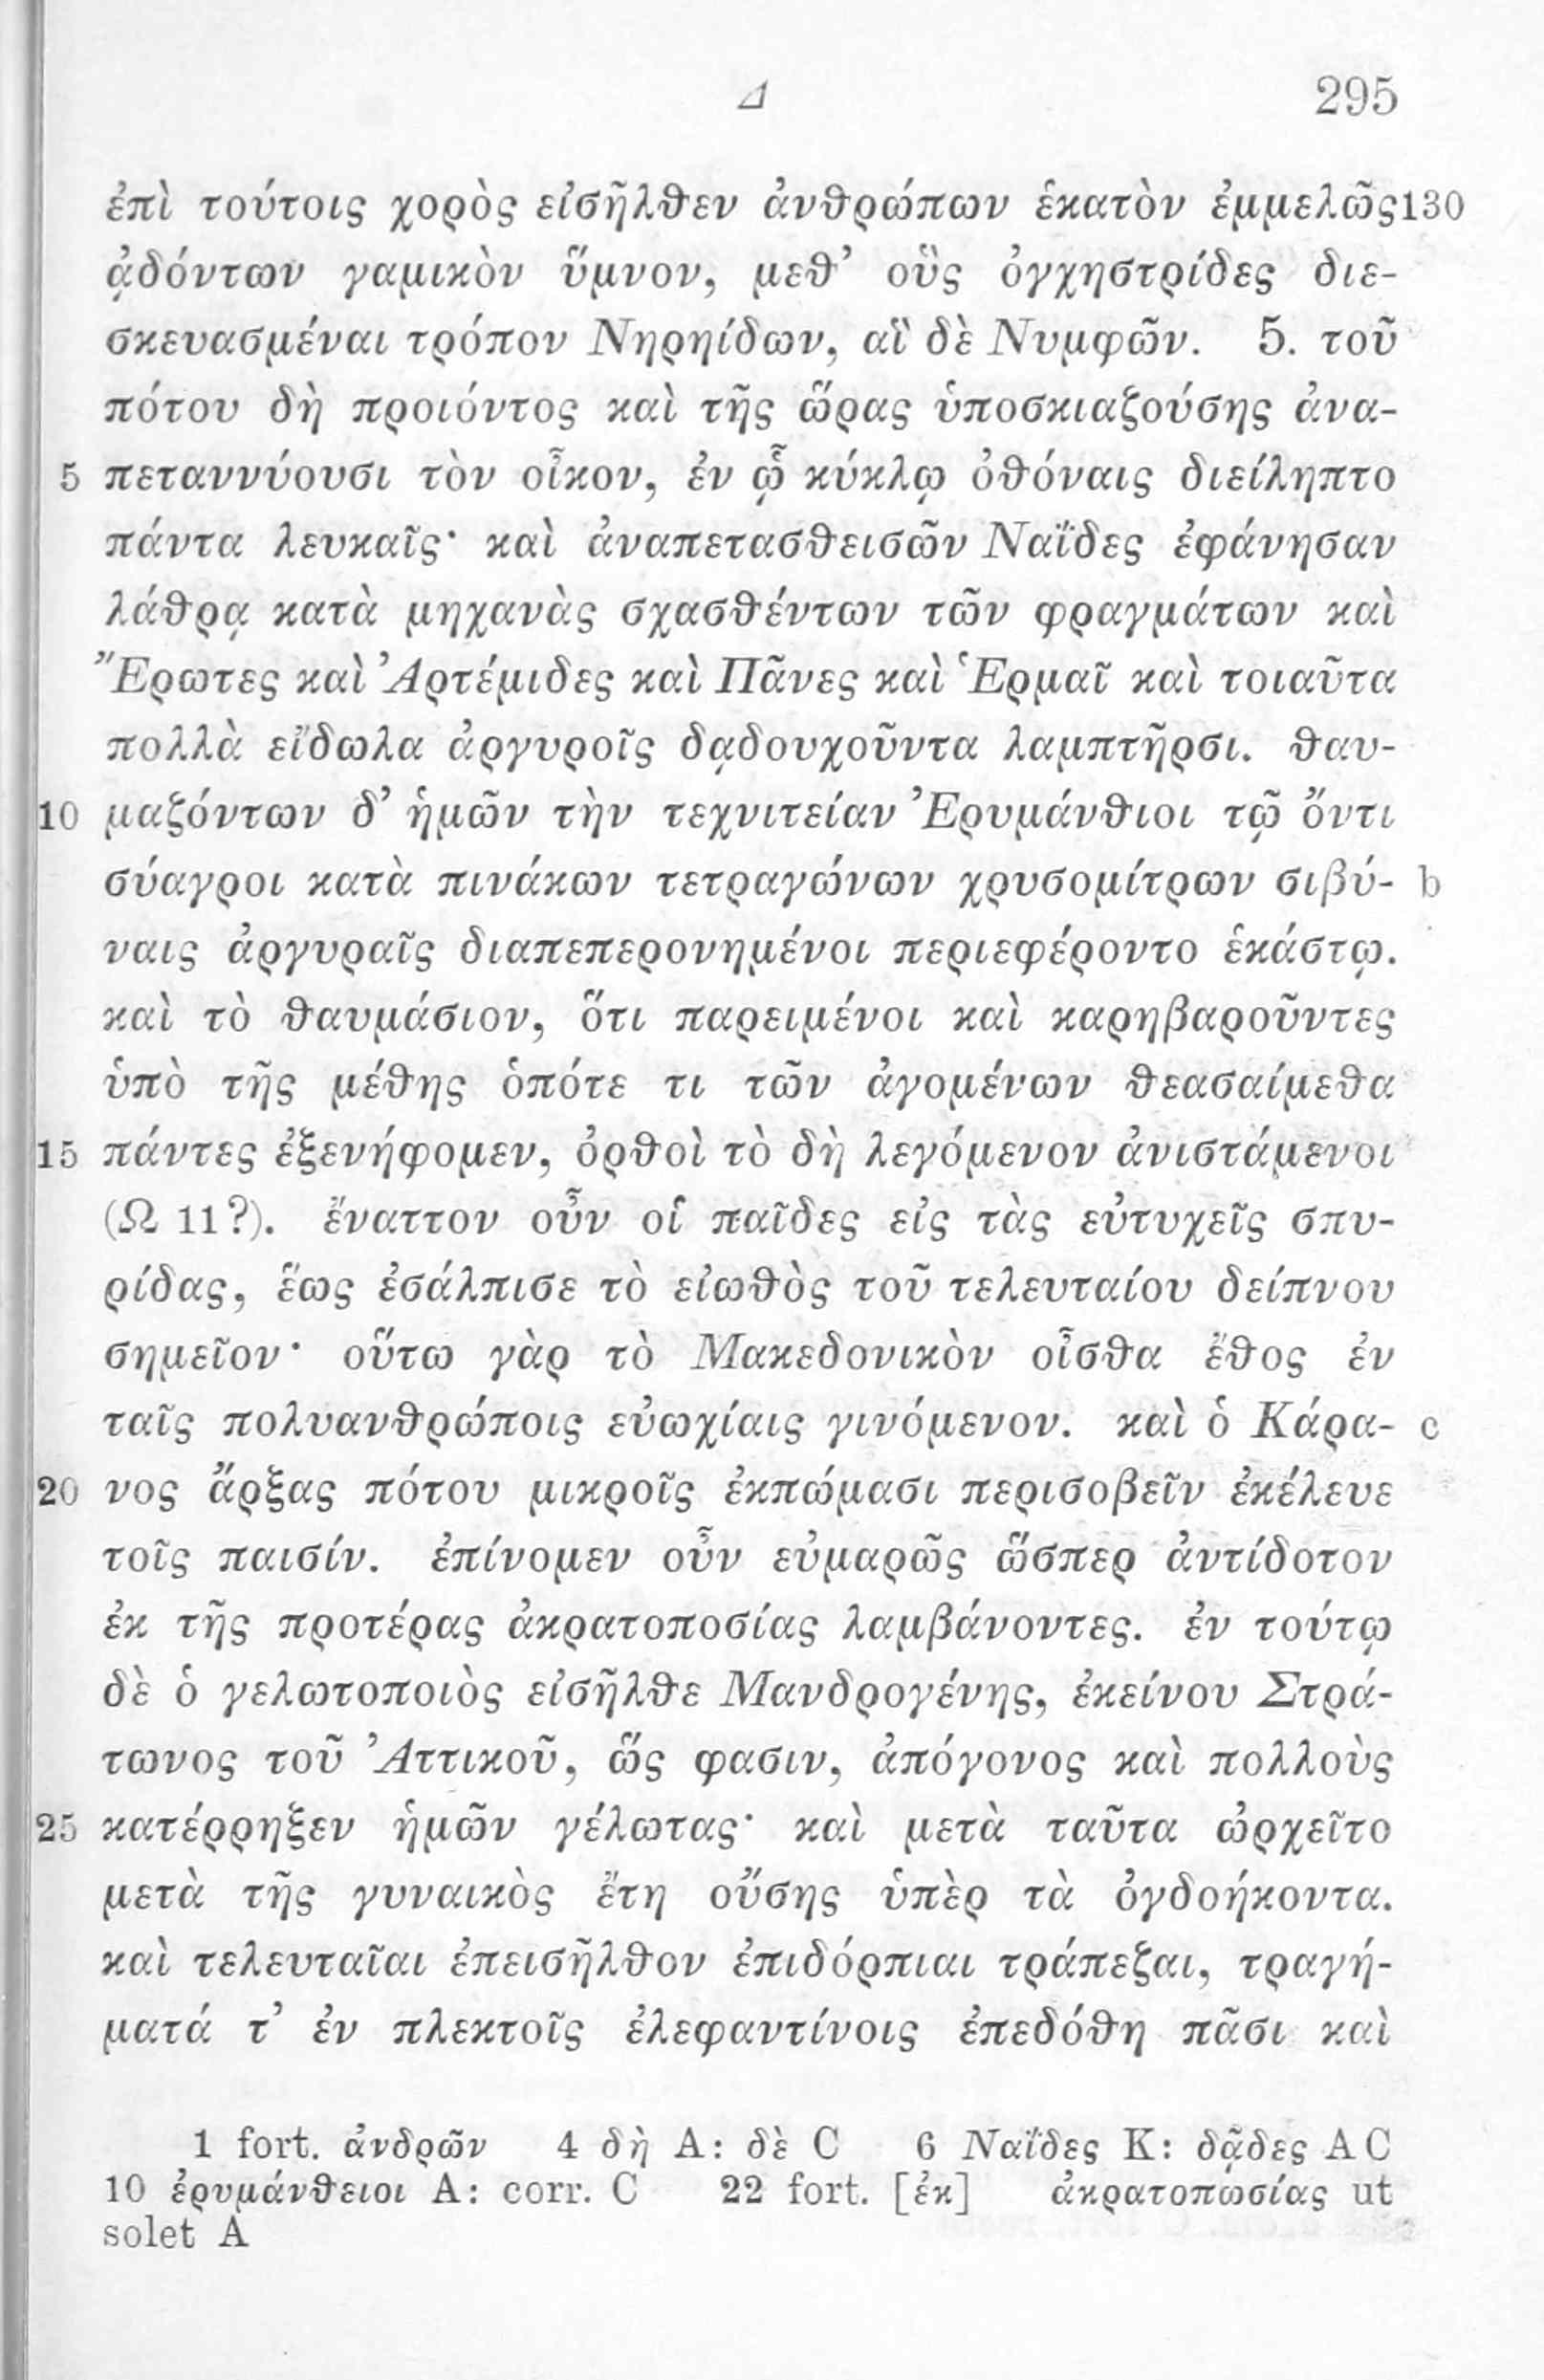 Δ 295
ἐπὶ τούτοις χορὸς εἰσῆλθεν ἀνθρώπων ἑκατὸν ἐμμελῶς 130
ᾀδόντων γαμικὸν ὕμνον, μεθ’ οὓς ὀγχηστρίδες διε-
σκευασμέναι τρόπον Νηρηίδων, αἳ δὲ Νυμφῶν. 5. τοῦ
πότου δὴ προιόντος καὶ τῆς ὥρας ὑποσκιαζούσης ἀνα-
5 πεταννύουσι τὸν οἶκον, ἐν ᾧ κύκλῳ ὀθόναις διείληπτο
πάντα λευκαῖς· καὶ ἀναπετασθεισῶν Ναΐδες ἐφάνησαν
λάθρᾳ κατὰ μηχανὰς σχασθέντων τῶν φραγμάτων καὶ
Ἔρωτες καὶ Ἀρτέμιδες καὶ Πᾶνες καὶ Ἑρμαῖ καὶ τοιαῦτα
πολλὰ εἴδωλα ἀργυροῖς δᾳδουχοῦντα λαμπτῆρσι. θαυ-
10 μαζόντων δ’ ἡμῶν τὴν τεχνιτείαν Ἐρυμάνθιοι τῷ ὄντι
σύαγροι κατὰ πινάκων τετραγώνων χρυσομίτρων σιβύ- b
ναις ἀργυραῖς διαπεπερονημένοι περιεφέροντο ἑκάστῳ.
καὶ τὸ θαυμάσιον, ὅτι παρειμένοι καὶ καρηβαροῦντες
ὑπὸ τῆς μέθης ὁπότε τι τῶν ἀγομένων θεασαίμεθα
15 πάντες ἐξενήφομεν, ὀρθοὶ τὸ δὴ λεγόμενον ἀνιστάμενοι
(Ω 11?). ἔναττον οὖν οἱ παῖδες εἰς τὰς εὐτυχεῖς σπυ-
ρίδας, ἕως ἐσάλπισε τὸ εἰωθὸς τοῦ τελευταίου δείπνου
σημεῖον· οὕτω γὰρ τὸ Μακεδονικὸν οἶσθα ἔθος ἐν
ταῖς πολυανθρώποις εὐωχίαις γινόμενον. καὶ ὁ Κάρα- c
20 νος ἄρξας πότου μικροῖς ἐκπώμασι περισοβεῖν ἐκέλευε
τοῖς παισίν. ἐπίνομεν οὖν εὐμαρῶς ὥσπερ ἀντίδοτον
ἐκ τῆς προτέρας ἀκρατοποσίας λαμβάνοντες. ἐν τούτῳ
δὲ ὁ γελωτοποιὸς εἰσῆλθε Μανδρογένης, ἐκείνου Στρά-
τωνος τοῦ Ἀττικοῦ, ὥς φασιν, ἀπόγονος καὶ πολλοὺς
25 κατέρρηξεν ἡμῶν γέλωτας· καὶ μετὰ ταῦτα ὠρχεῖτο
μετὰ τῆς γυναικὸς ἔτη οὔσης ὑπὲρ τὰ ὀγδοήκοντα.
καὶ τελευταῖαι ἐπεισῆλθον ἐπιδόρπιαι τράπεζαι, τραγή-
ματά τ’ ἐν πλεκτοῖς ἐλεφαντίνοις ἐπεδόθη πᾶσι καὶ
1 fort. ἀνδρῶν 4 δὴ A: δὲ C 6 Ναΐδες K: δᾷδες A C
10 ἐρυμάνθειοι A: corr. C 22 fort. [ἐκ] ἀκρατοπωσίας ut
solet A